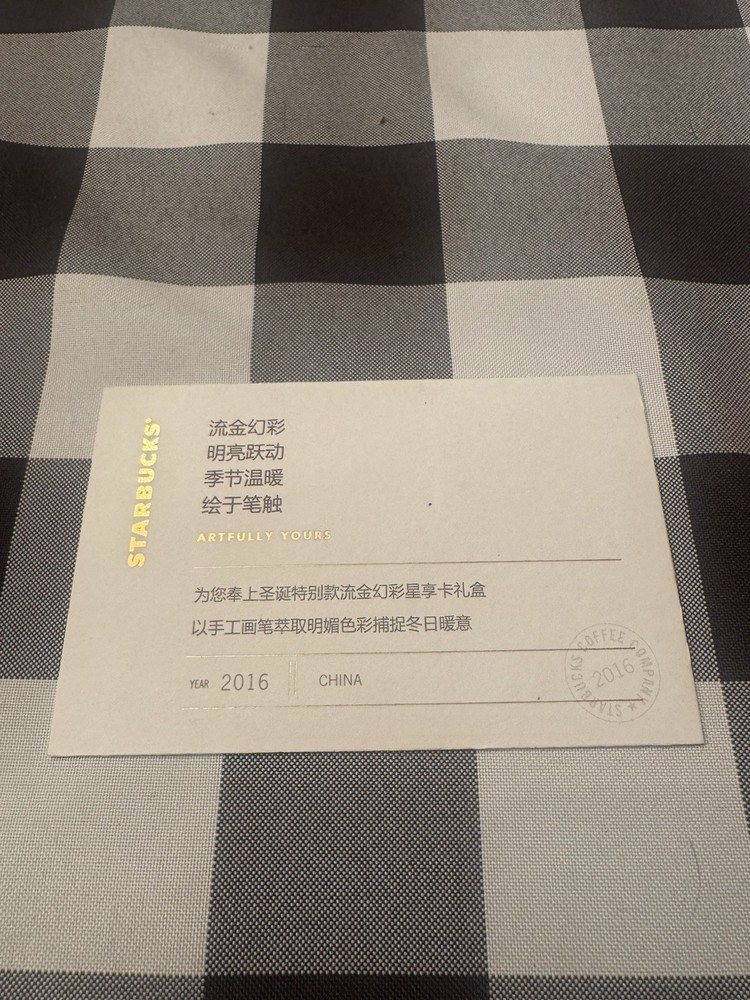 STARBUCKS
流金幻彩
明亮跃动
季节温暖
绘于笔触
ARTFULLY YOURS
为您奉上圣诞特别款流金幻彩星享卡礼盒
以手工画笔萃取明媚色彩捕捉冬日暖意
YEAR 2016 CHINA
STARBUCKS COFFEE COMPANY ★
2016